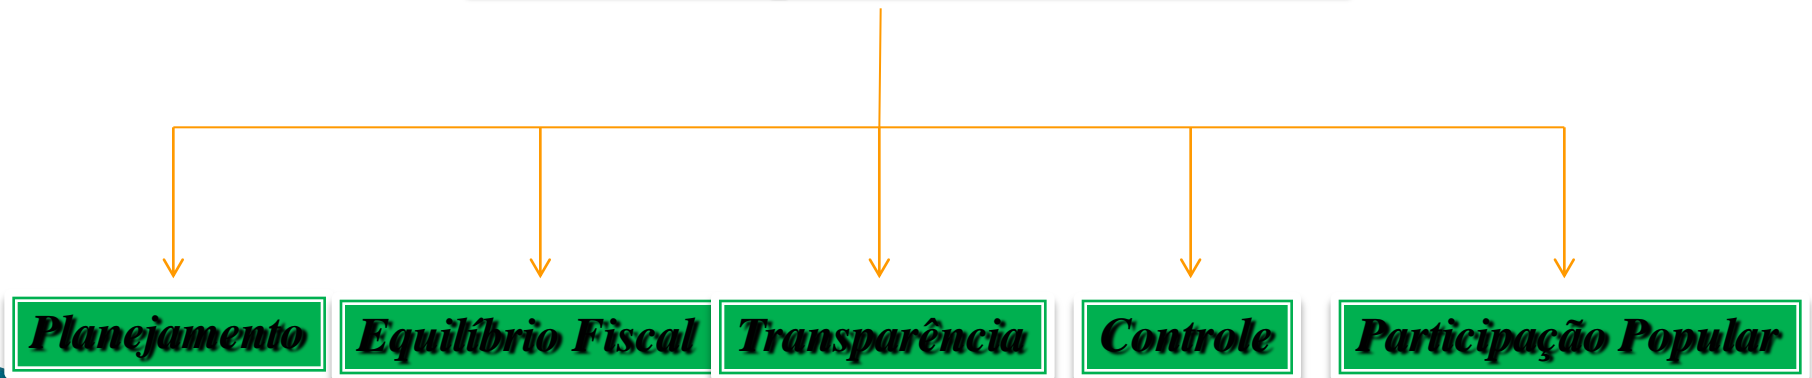 Planejamento
Equilíbrio Fiscal
Transparência
Controle
Participação Popular